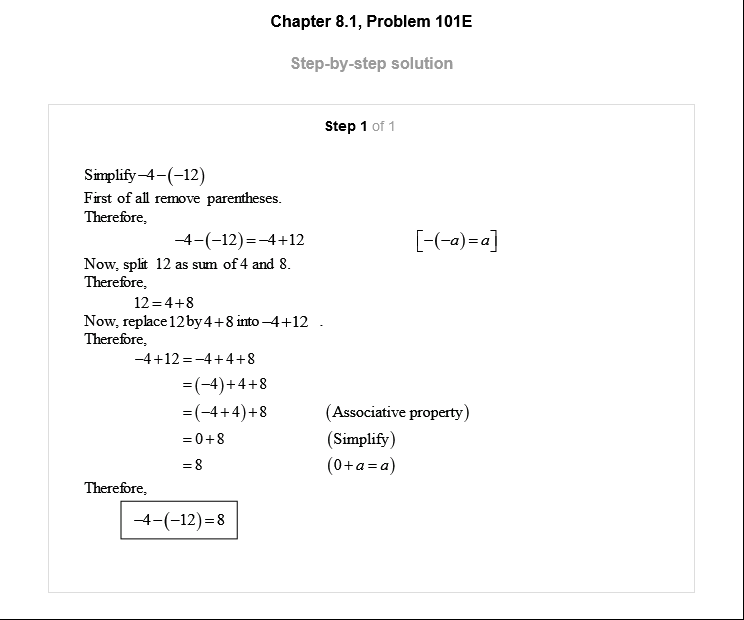 Chapter 8.1, Problem 101E
Step-by-step solution
Step 1 of 1
Simplify –4–(–12)
First of all remove parentheses.
Therefore,
–4–(–12)=–4+12 [–(–a)=a]
Now, split 12 as sum of 4 and 8.
Therefore,
12=4+8
Now, replace 12 by 4+8 into –4+12 .
Therefore,
–4+12=–4+4+8
=(–4)+4+8
=(–4+4)+8 (Associative property)
=0+8 (Simplify)
=8 (0+a=a)
Therefore,
–4–(–12)=8